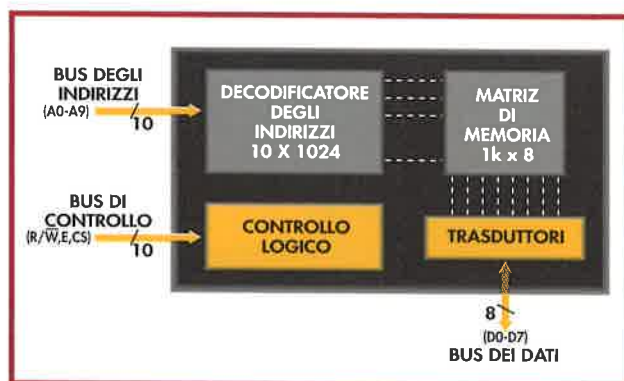 BUS DEGLI
INDIRIZZI
(A0-A9)
10
DECODIFICATORE
DEGLI
INDIRIZZI
10 X 1024
MATRIZ
DI
MEMORIA
1k x 8
BUS DI
CONTROLLO
(R/W̅,E,CS)
10
CONTROLLO
LOGICO
TRASDUTTORI
8
(D0-D7)
BUS DEI DATI